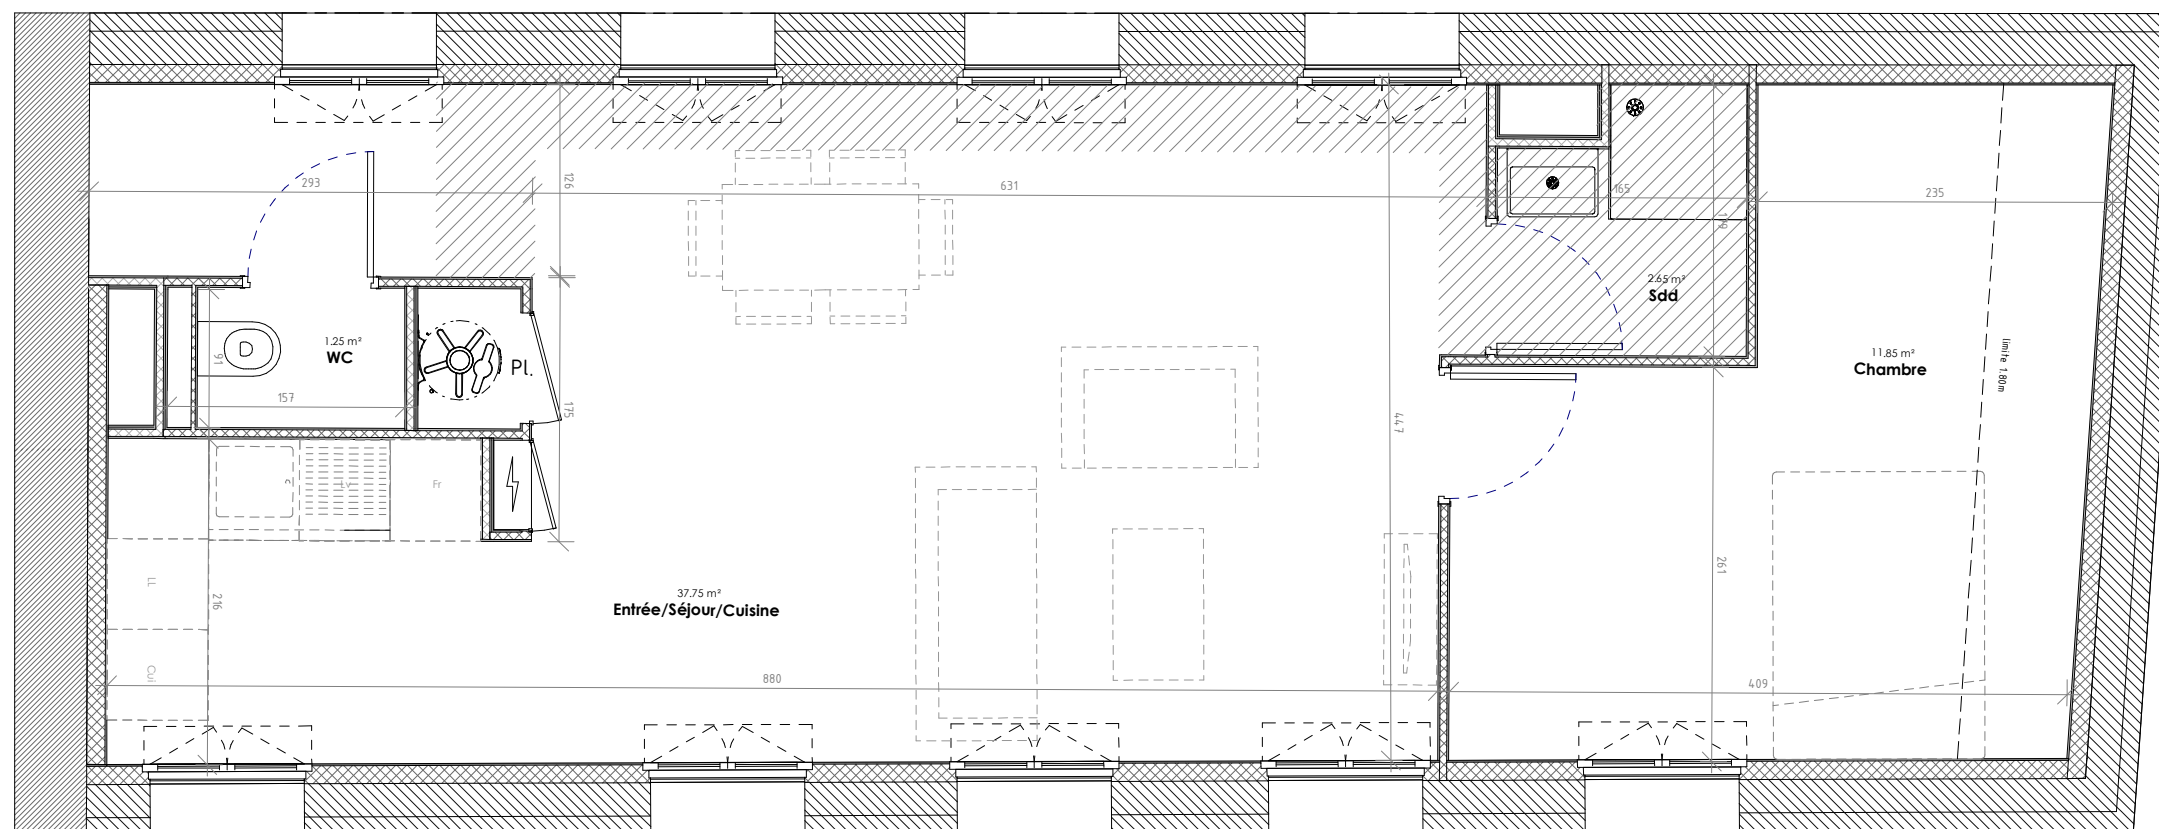 293
126
631
165
235
179
2.65 m²
Sdd
1.25 m²
WC
91
Pl.
157
175
447
limite 1.80m
11.85 m²
Chambre
Lv
Fr
LL
216
Cui
37.75 m²
Entrée/Séjour/Cuisine
261
880
409